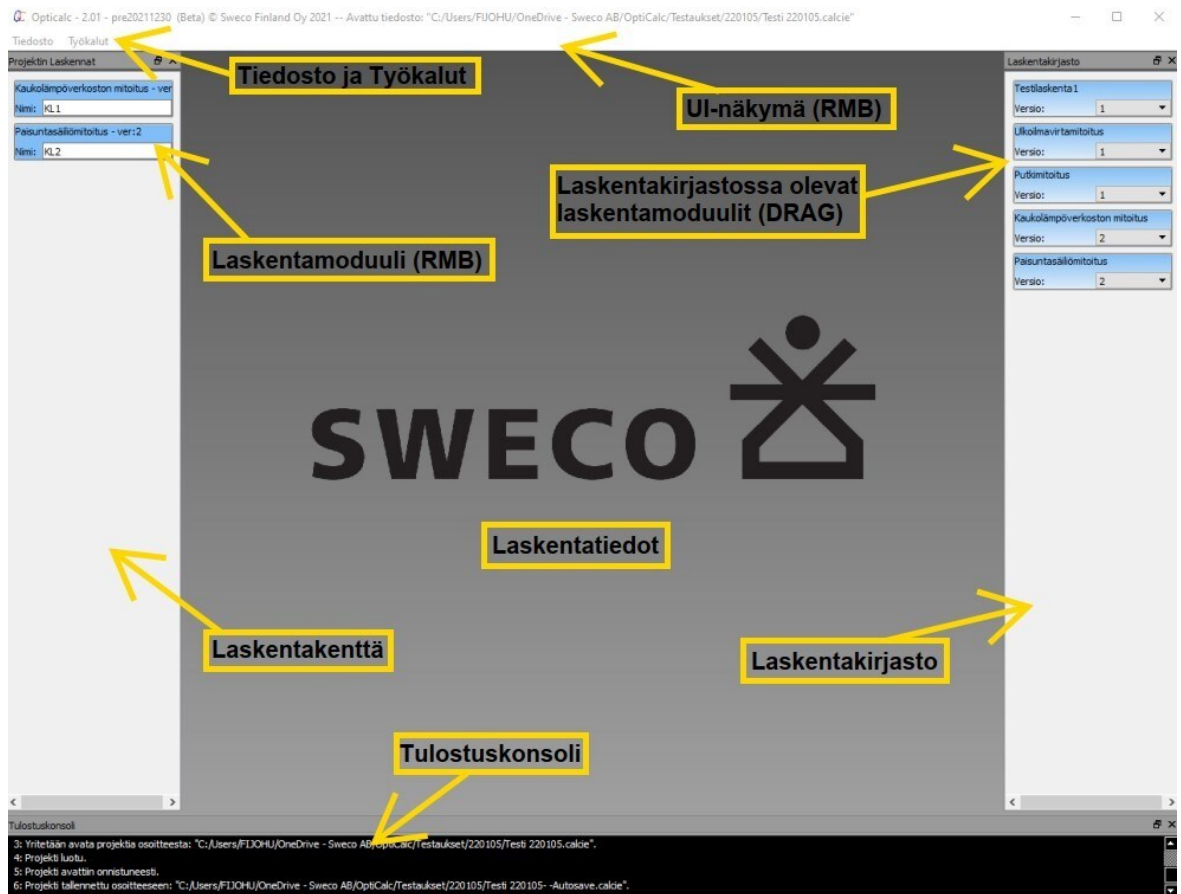 Opticalc - 2.01 - pre20211230 (Beta) © Sweco Finland Oy 2021 -- Avattu tiedosto: "C:/Users/FIJOHU/OneDrive - Sweco AB/OptiCalc/Testaukset/220105/Testi 220105.calcie"
Tiedosto Työkalut
Projektin Laskennat
Kaukolämpöverkoston mitoitus - ver
Nimi: KL1
Paisuntasäiliömitoitus - ver:2
Nimi: KL2
Tiedosto ja Työkalut
UI-näkymä (RMB)
Laskentakirjastossa olevat
laskentamoduulit (DRAG)
Laskentamoduuli (RMB)
Laskentakirjasto
Testilaskenta1
Versio: 1
Ulkoilmavirtamitoitus
Versio: 1
Putkimitoitus
Versio: 1
Kaukolämpöverkoston mitoitus
Versio: 2
Paisuntasäiliömitoitus
Versio: 2
SWECO
Laskentatiedot
Laskentakenttä
Laskentakirjasto
Tulostuskonsoli
Tulostuskonsoli
3: Yritetään avata projektia osoitteesta: "C:/Users/FIJOHU/OneDrive - Sweco AB/OptiCalc/Testaukset/220105/Testi 220105.calcie".
4: Projekti luotu.
5: Projekti avattiin onnistuneesti.
6: Projekti tallennettu osoitteeseen: "C:/Users/FIJOHU/OneDrive - Sweco AB/OptiCalc/Testaukset/220105/Testi 220105- -Autosave.calcie".